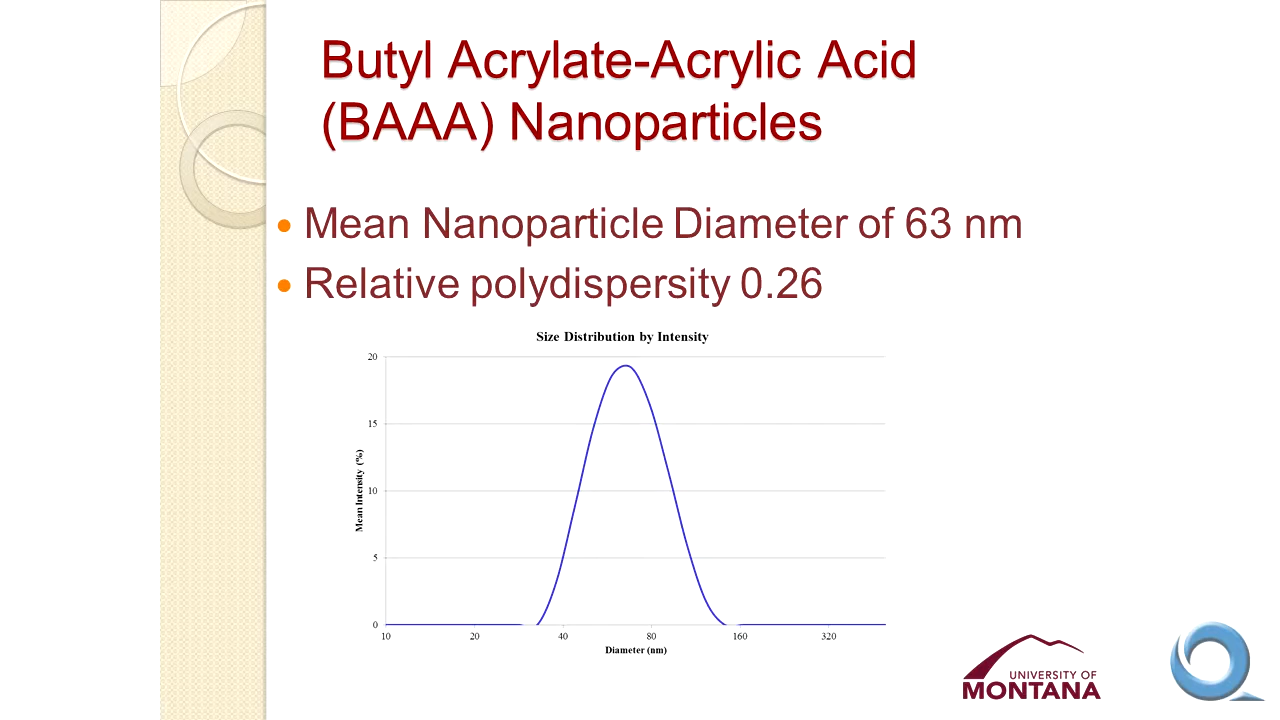 Butyl Acrylate-Acrylic Acid
(BAAA) Nanoparticles
Mean Nanoparticle Diameter of 63 nm
Relative polydispersity 0.26
Size Distribution by Intensity
Mean Intensity (%)
20
15
10
5
0
10 20 40 80 160 320
Diameter (nm)
UNIVERSITY OF
MONTANA